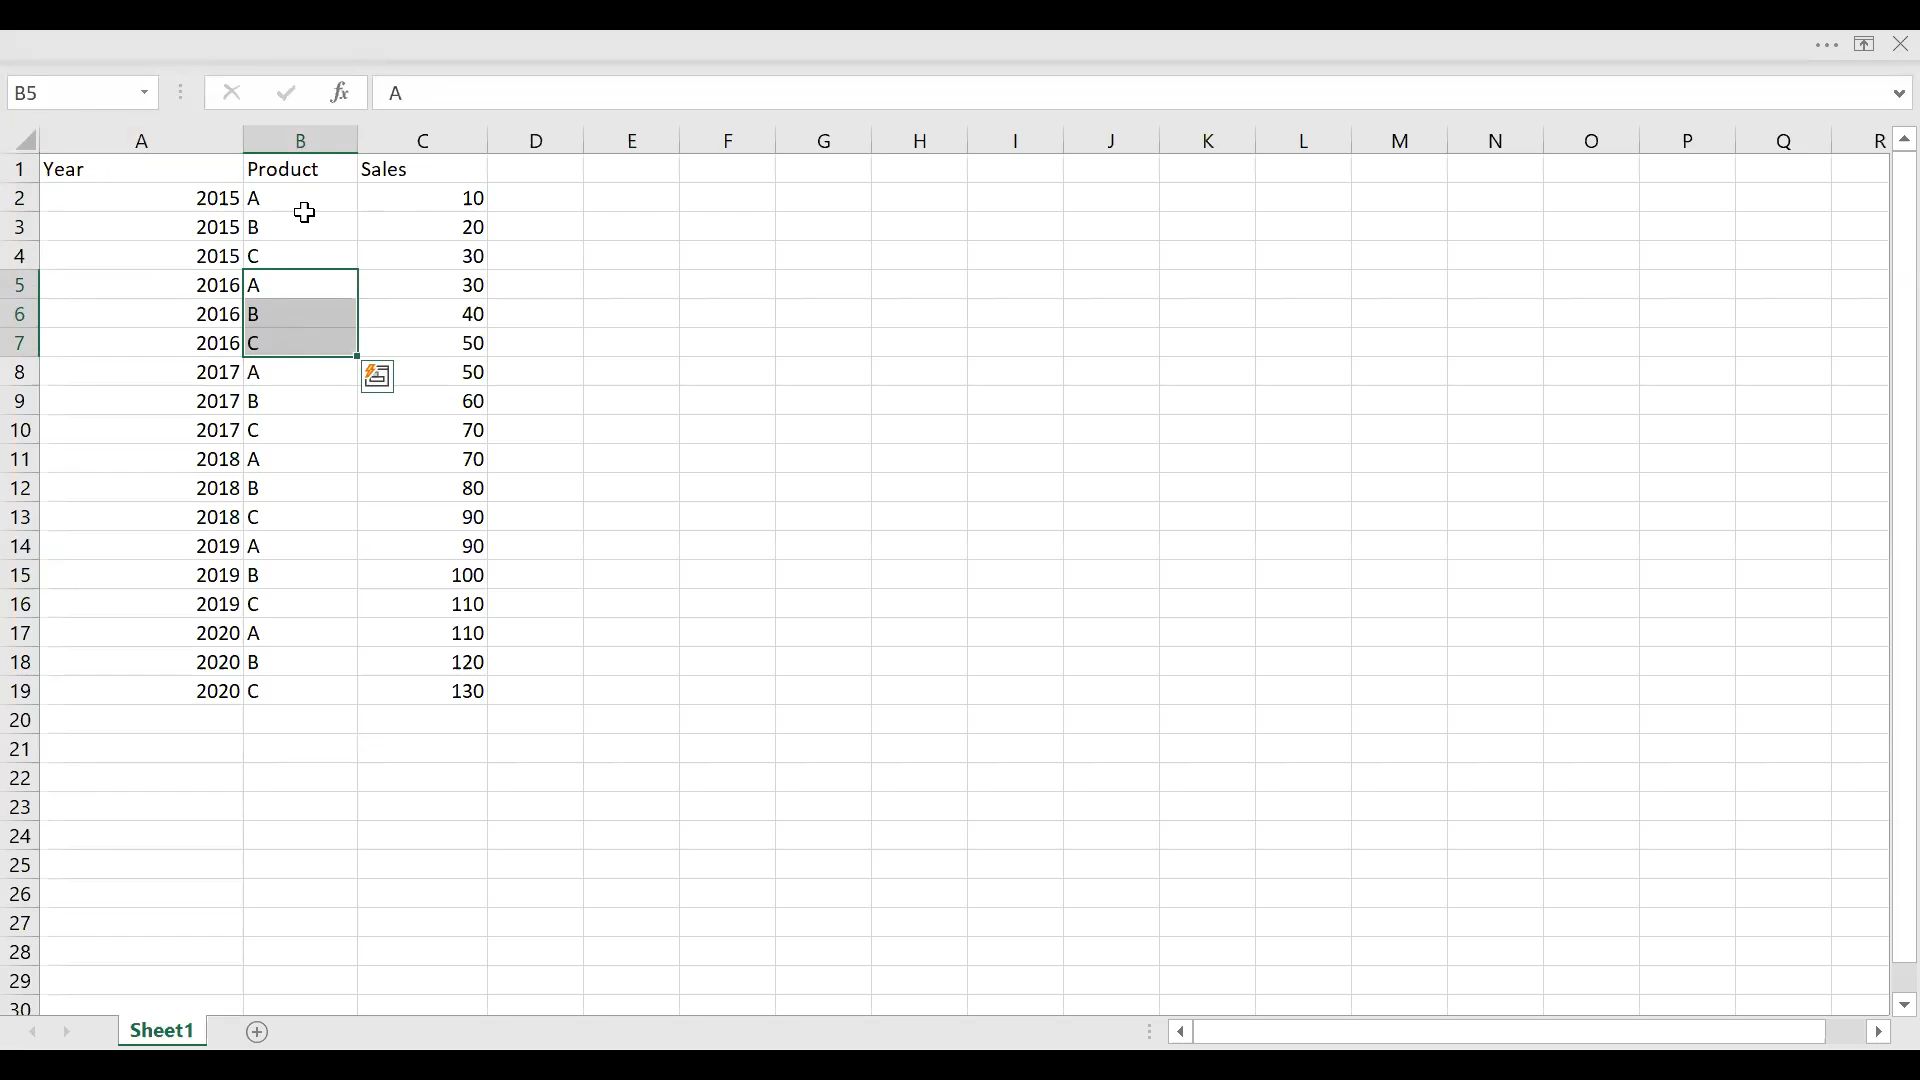 B5 fx A
A B C D E F G H I J K L M N O P Q R
1 Year Product Sales
2 2015 A 10
3 2015 B 20
4 2015 C 30
5 2016 A 30
6 2016 B 40
7 2016 C 50
8 2017 A 50
9 2017 B 60
10 2017 C 70
11 2018 A 70
12 2018 B 80
13 2018 C 90
14 2019 A 90
15 2019 B 100
16 2019 C 110
17 2020 A 110
18 2020 B 120
19 2020 C 130
20
21
22
23
24
25
26
27
28
29
30
Sheet1